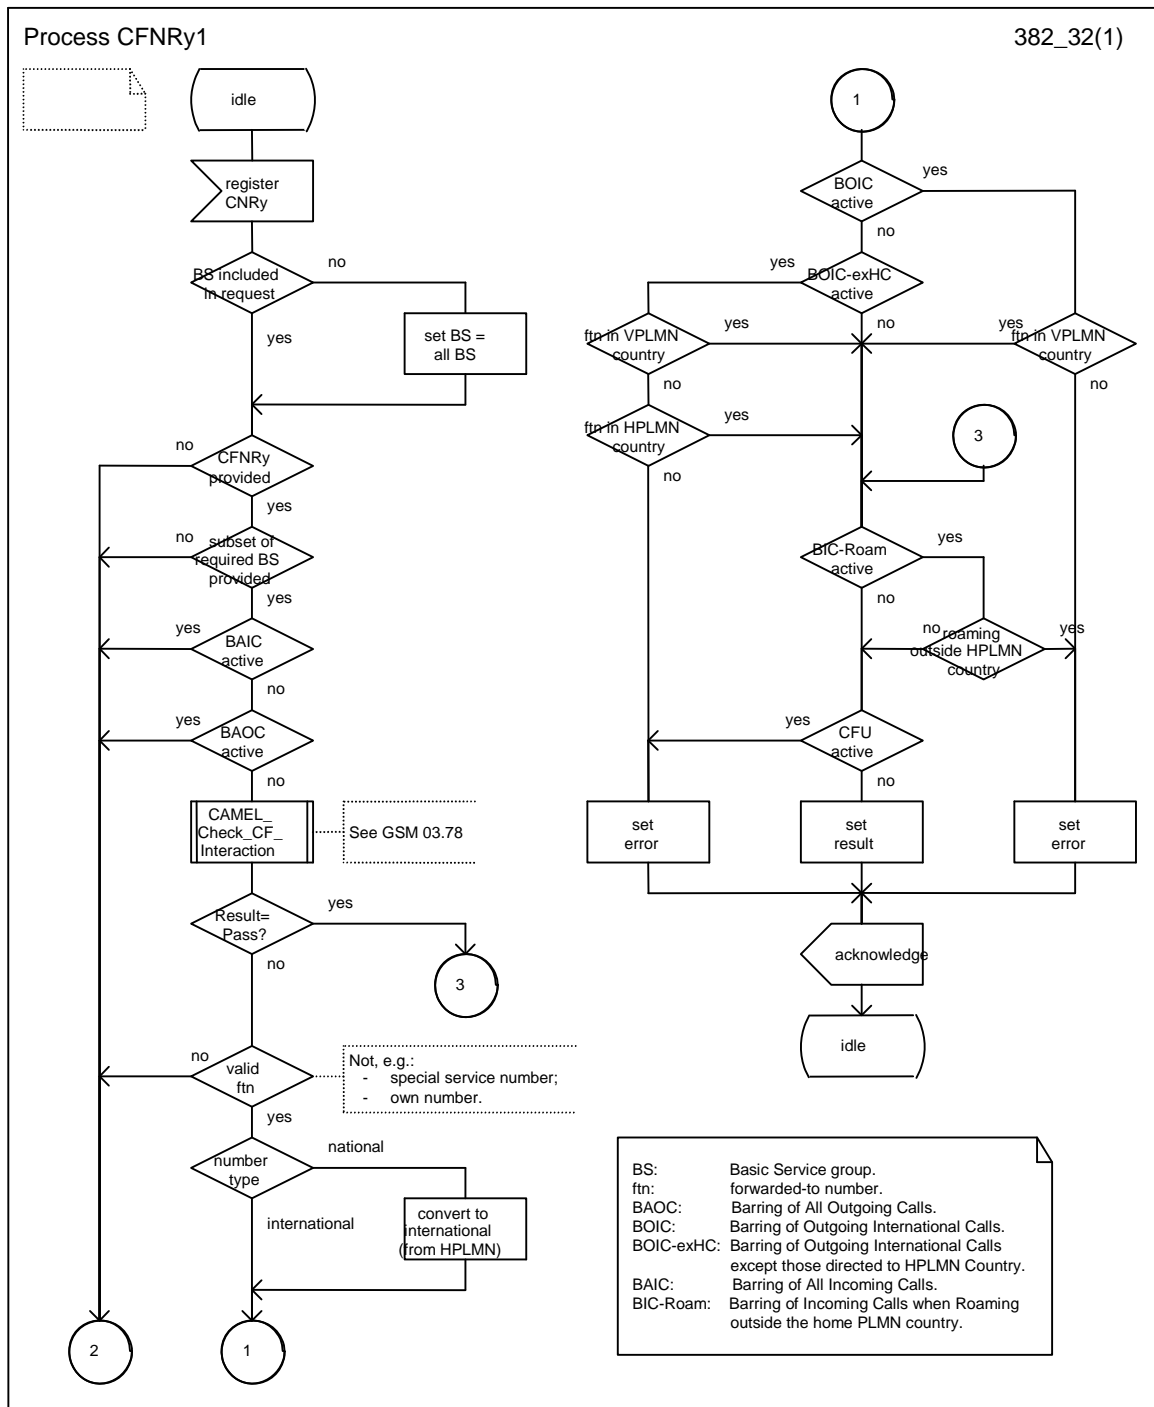 Process CFNRy1
382_32(1)
idle
register
CNRy
BS included
in request
no
yes
set BS =
all BS
no
CFNRy
provided
yes
no
subset of
required BS
provided
yes
yes
BAIC
active
no
yes
BAOC
active
no
CAMEL_
Check_CF_
Interaction
See GSM 03.78
Result=
Pass?
yes
no
3
no
valid
ftn
yes
Not, e.g.:
- special service number;
- own number.
number
type
national
international
convert to
international
(from HPLMN)
2
1
1
BOIC
active
yes
no
yes
BOIC-exHC
active
no
ftn in VPLMN
country
yes
no
yes
ftn in VPLMN
country
no
ftn in HPLMN
country
yes
no
3
BIC-Roam
active
yes
no
no
roaming
outside HPLMN
country
yes
yes
CFU
active
no
set
error
set
result
set
error
acknowledge
idle
BS: Basic Service group.
ftn: forwarded-to number.
BAOC: Barring of All Outgoing Calls.
BOIC: Barring of Outgoing International Calls.
BOIC-exHC: Barring of Outgoing International Calls
except those directed to HPLMN Country.
BAIC: Barring of All Incoming Calls.
BIC-Roam: Barring of Incoming Calls when Roaming
outside the home PLMN country.